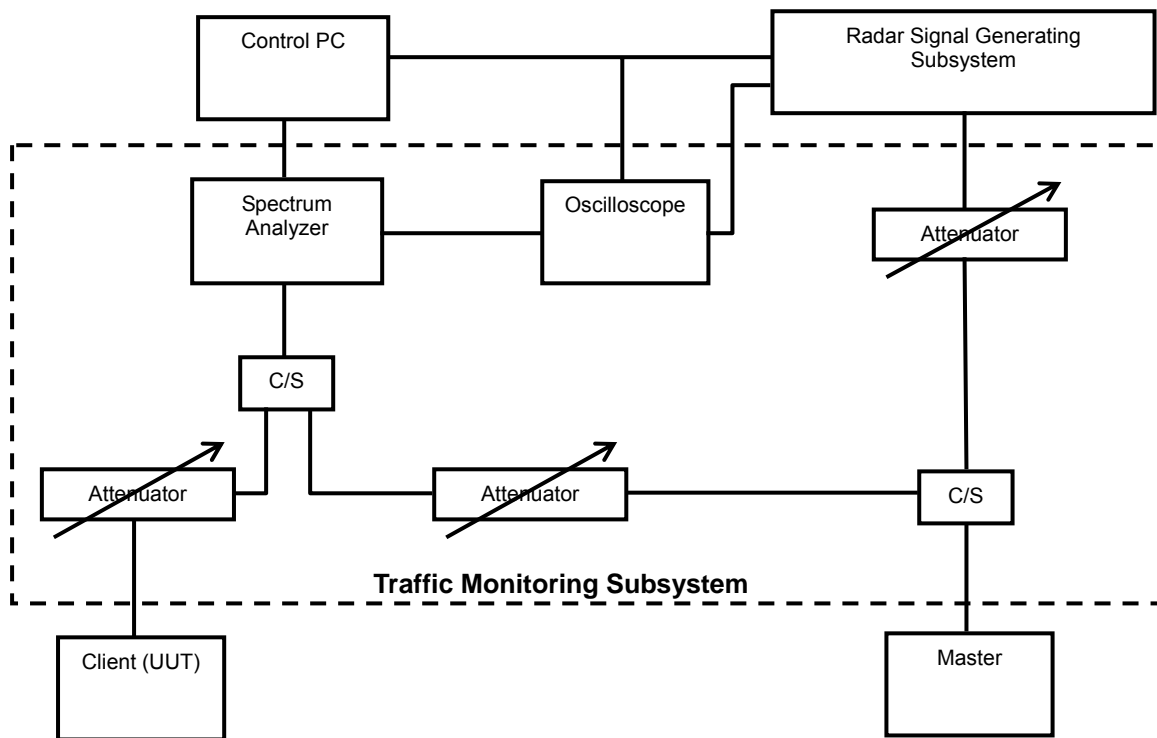 Control PC
Radar Signal Generating
Subsystem
Spectrum
Analyzer
Oscilloscope
Attenuator
C/S
Attenuator
Attenuator
C/S
Traffic Monitoring Subsystem
Client (UUT)
Master